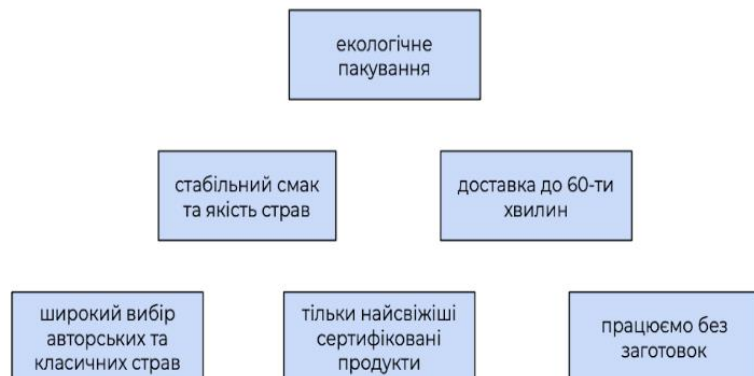 екологічне
пакування
стабільний смак
та якість страв
доставка до 60-ти
хвилин
широкий вибір
авторських та
класичних страв
тільки найсвіжіші
сертифіковані
продукти
працюємо без
заготовок